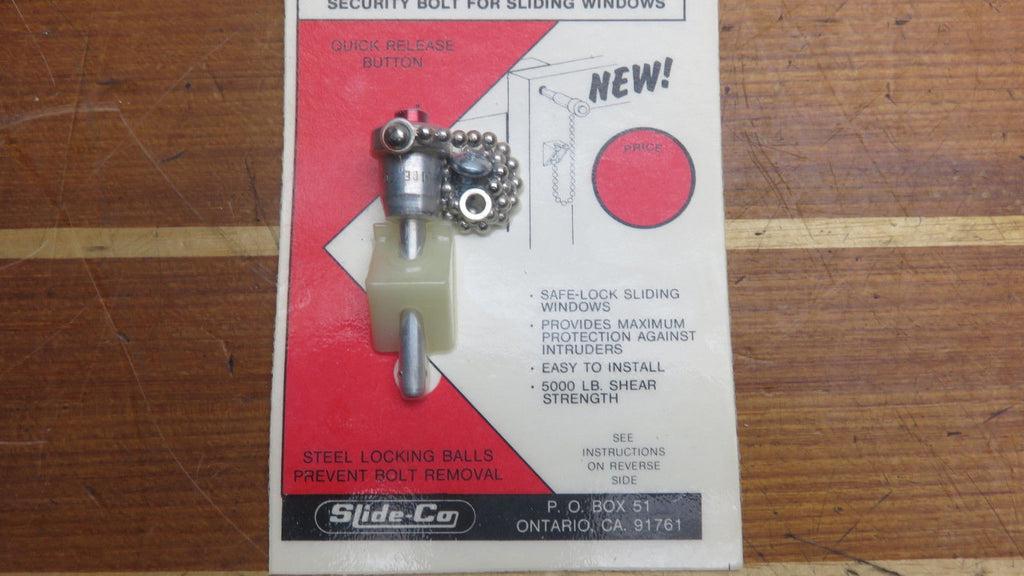 SECURITY BOLT FOR SLIDING WINDOWS
QUICK RELEASE
BUTTON
NEW!
PRICE
300
· SAFE-LOCK SLIDING
WINDOWS
· PROVIDES MAXIMUM
PROTECTION AGAINST
INTRUDERS
· EASY TO INSTALL
· 5000 LB. SHEAR
STRENGTH
STEEL LOCKING BALLS
PREVENT BOLT REMOVAL
SEE
INSTRUCTIONS
ON REVERSE
SIDE
Slide-Co
P. O. BOX 51
ONTARIO, CA. 91761